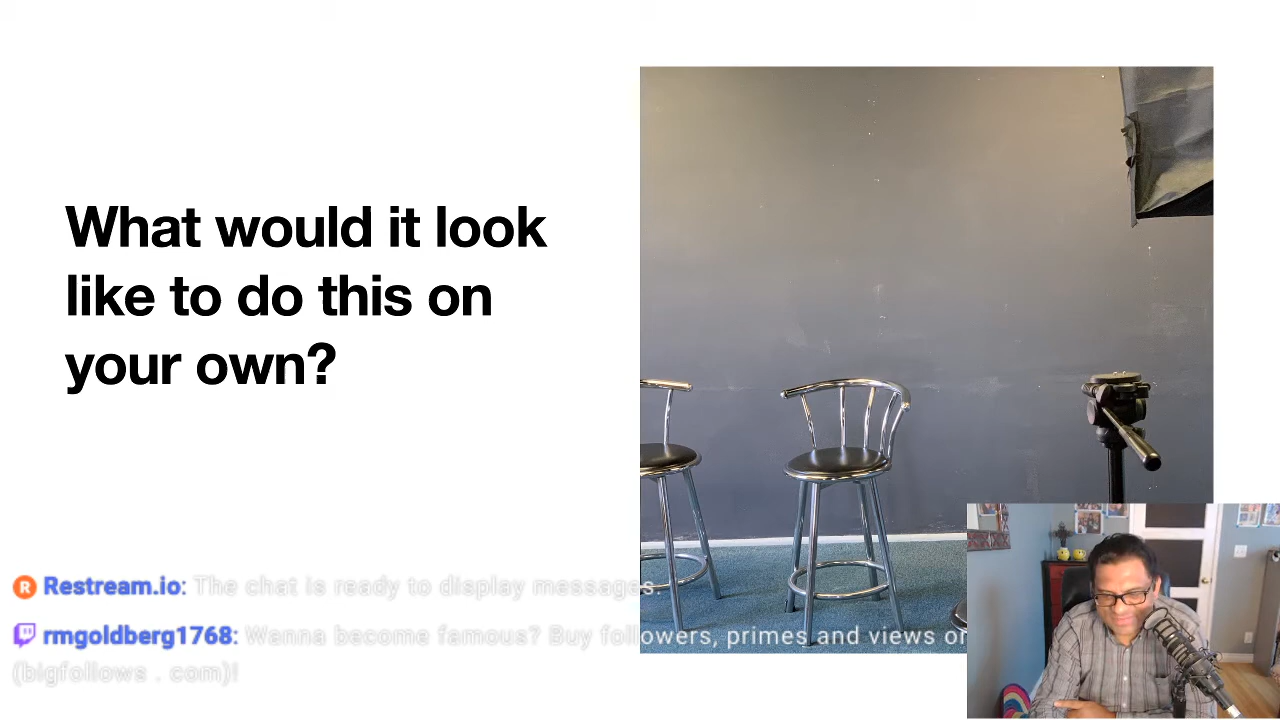 What would it look
like to do this on
your own?
Restream.io: The chat is ready to display messages.
rmgoldberg1768: Wanna become famous? Buy followers, primes and views on
(bigfollows . com)!